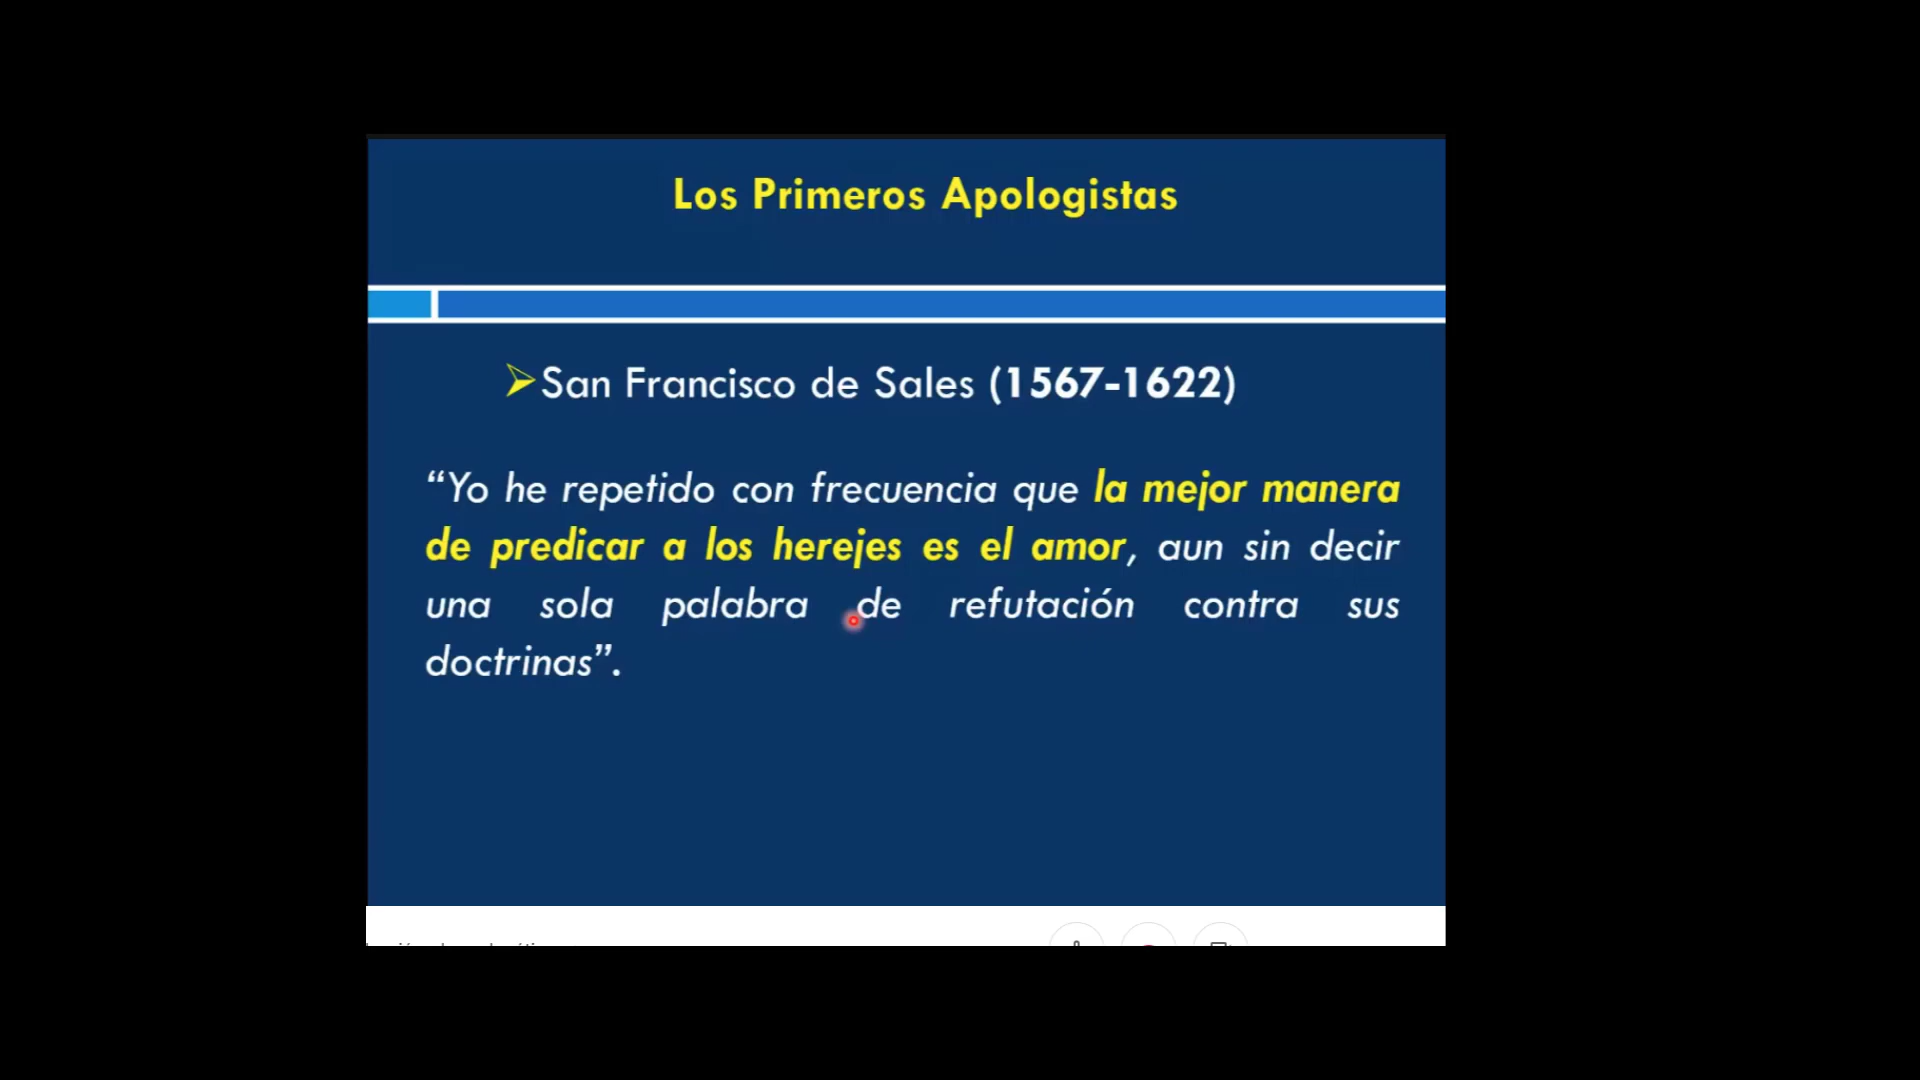 Los Primeros Apologistas
➢San Francisco de Sales (1567-1622)
“Yo he repetido con frecuencia que la mejor manera
de predicar a los herejes es el amor, aun sin decir
una sola palabra de refutación contra sus
doctrinas”.